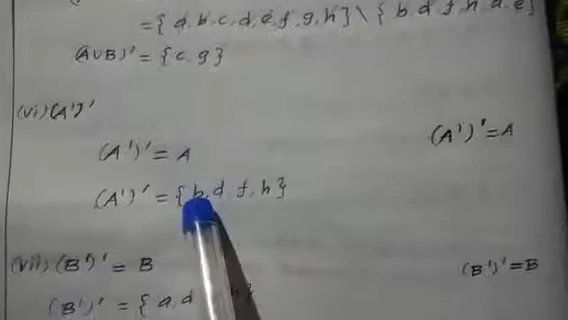 = { a, b, c, d, e, f, g, h } \ { b, d, f, h, a, e }
(A∪B)' = { c, g }
(vi) (A')'
(A')' = A
(A')' = A
(A')' = { b, d, f, h }
(vii) (B')' = B
(B')' = B
(B')' = { a, d h }